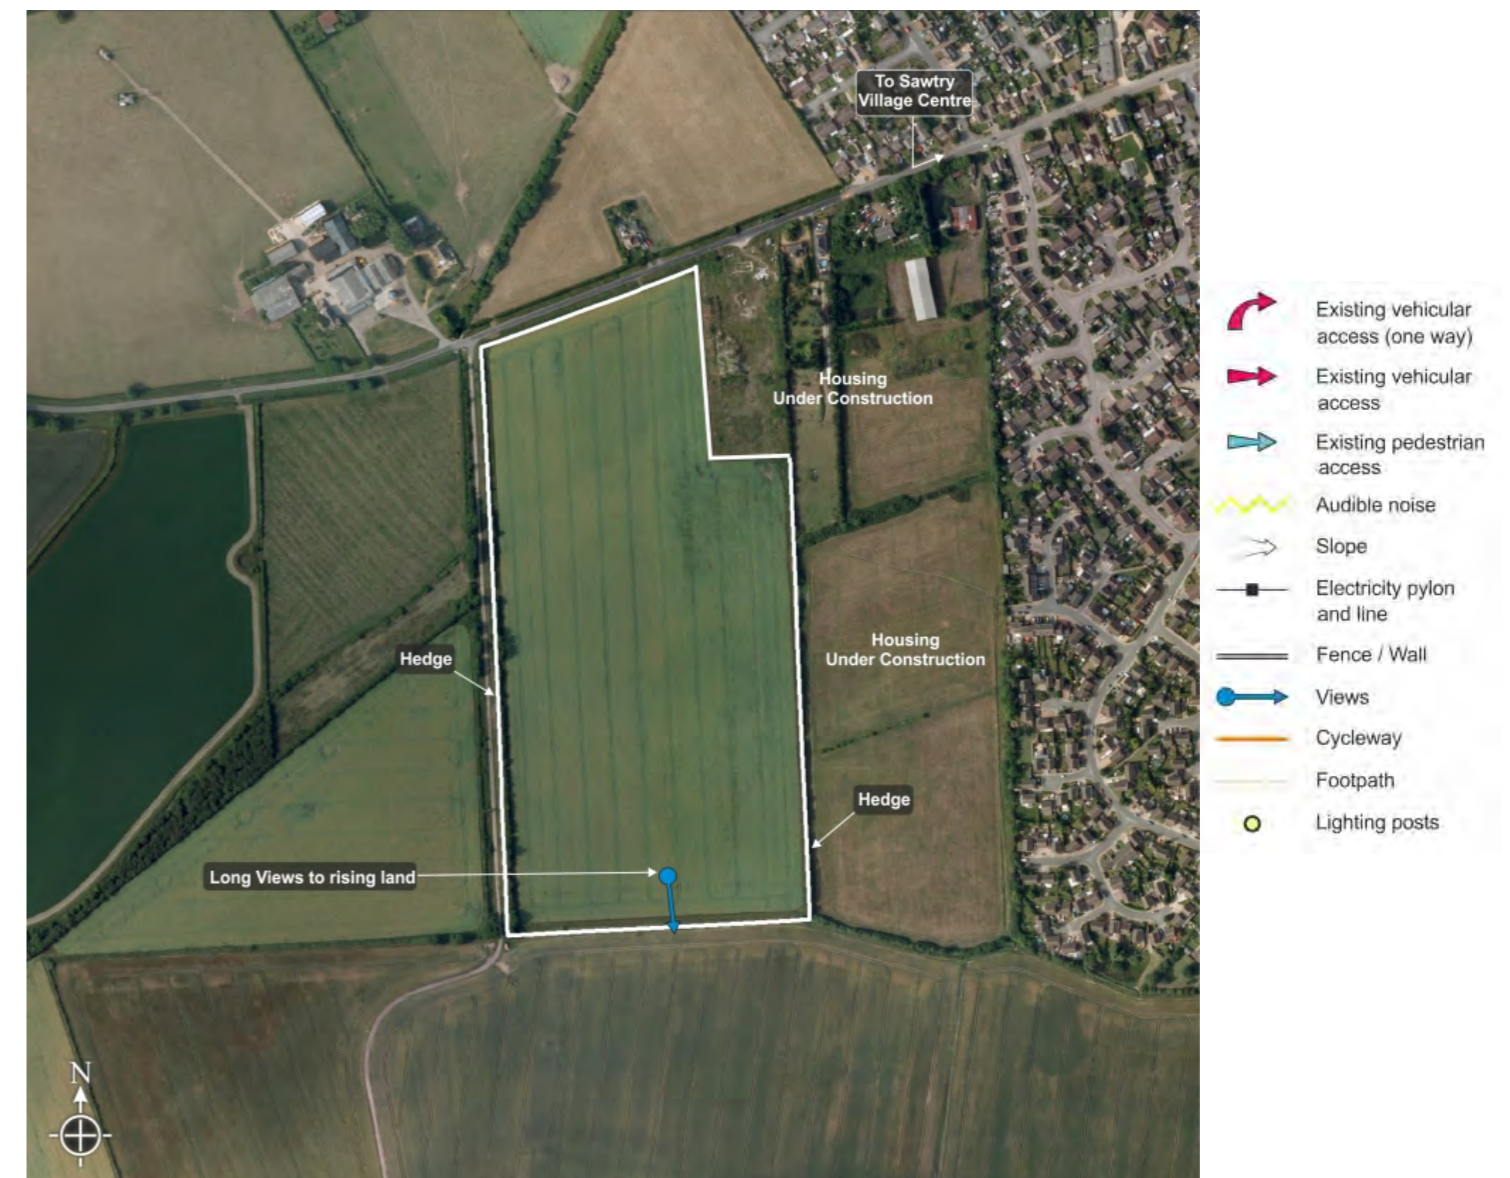 To Sawtry
Village Centre
Housing
Under Construction
Housing
Under Construction
Hedge
Hedge
Long Views to rising land
N
Existing vehicular
access (one way)
Existing vehicular
access
Existing pedestrian
access
Audible noise
Slope
Electricity pylon
and line
Fence / Wall
Views
Cycleway
Footpath
Lighting posts